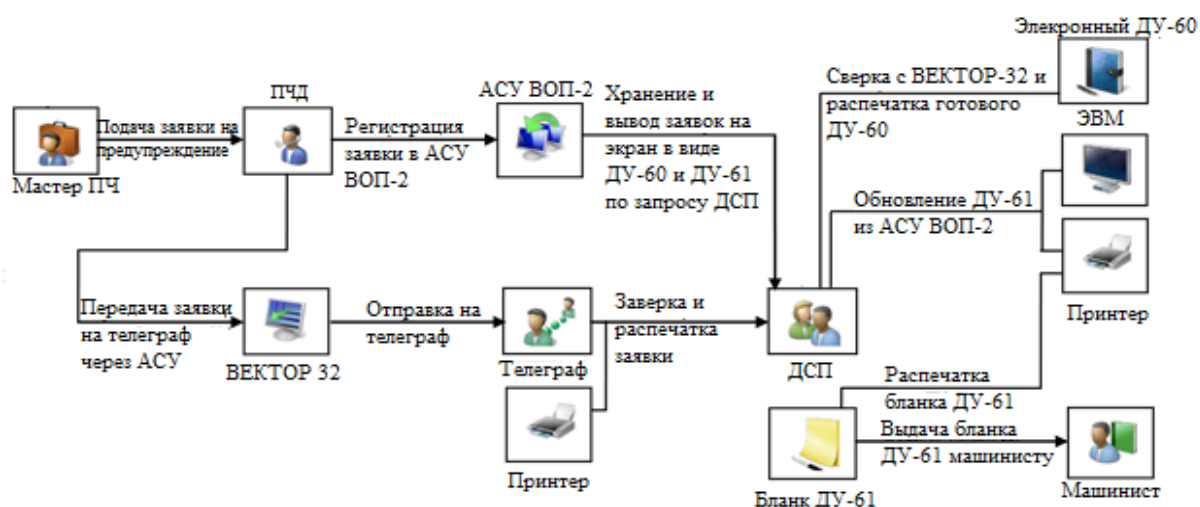 Элекронный ДУ-60
ЭВМ
Сверка с ВЕКТОР-32 и
распечатка готового
ДУ-60
ПЧД
АСУ ВОП-2
Хранение и
вывод заявок на
экран в виде
ДУ-60 и ДУ-61
по запросу ДСП
Подача заявки на
предупреждение
Мастер ПЧ
Регистрация
заявки в АСУ
ВОП-2
Обновление ДУ-61
из АСУ ВОП-2
Принтер
Передача заявки
на телеграф
через АСУ
ВЕКТОР 32
Отправка на
телеграф
Телеграф
Заверка и
распечатка
заявки
ДСП
Принтер
Распечатка
бланка ДУ-61
Выдача бланка
ДУ-61 машинисту
Бланк ДУ-61
Машинист